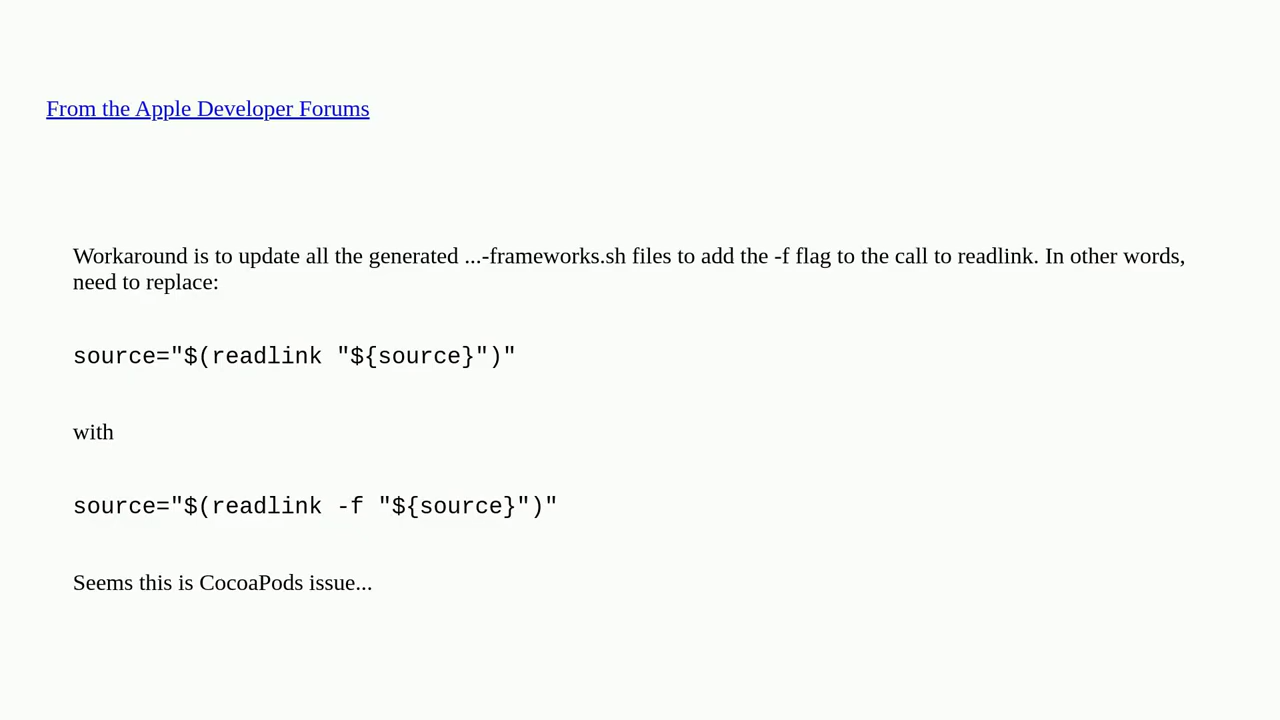 From the Apple Developer Forums
Workaround is to update all the generated ...-frameworks.sh files to add the -f flag to the call to readlink. In other words,
need to replace:
source="$(readlink "${source}")"
with
source="$(readlink -f "${source}")"
Seems this is CocoaPods issue...